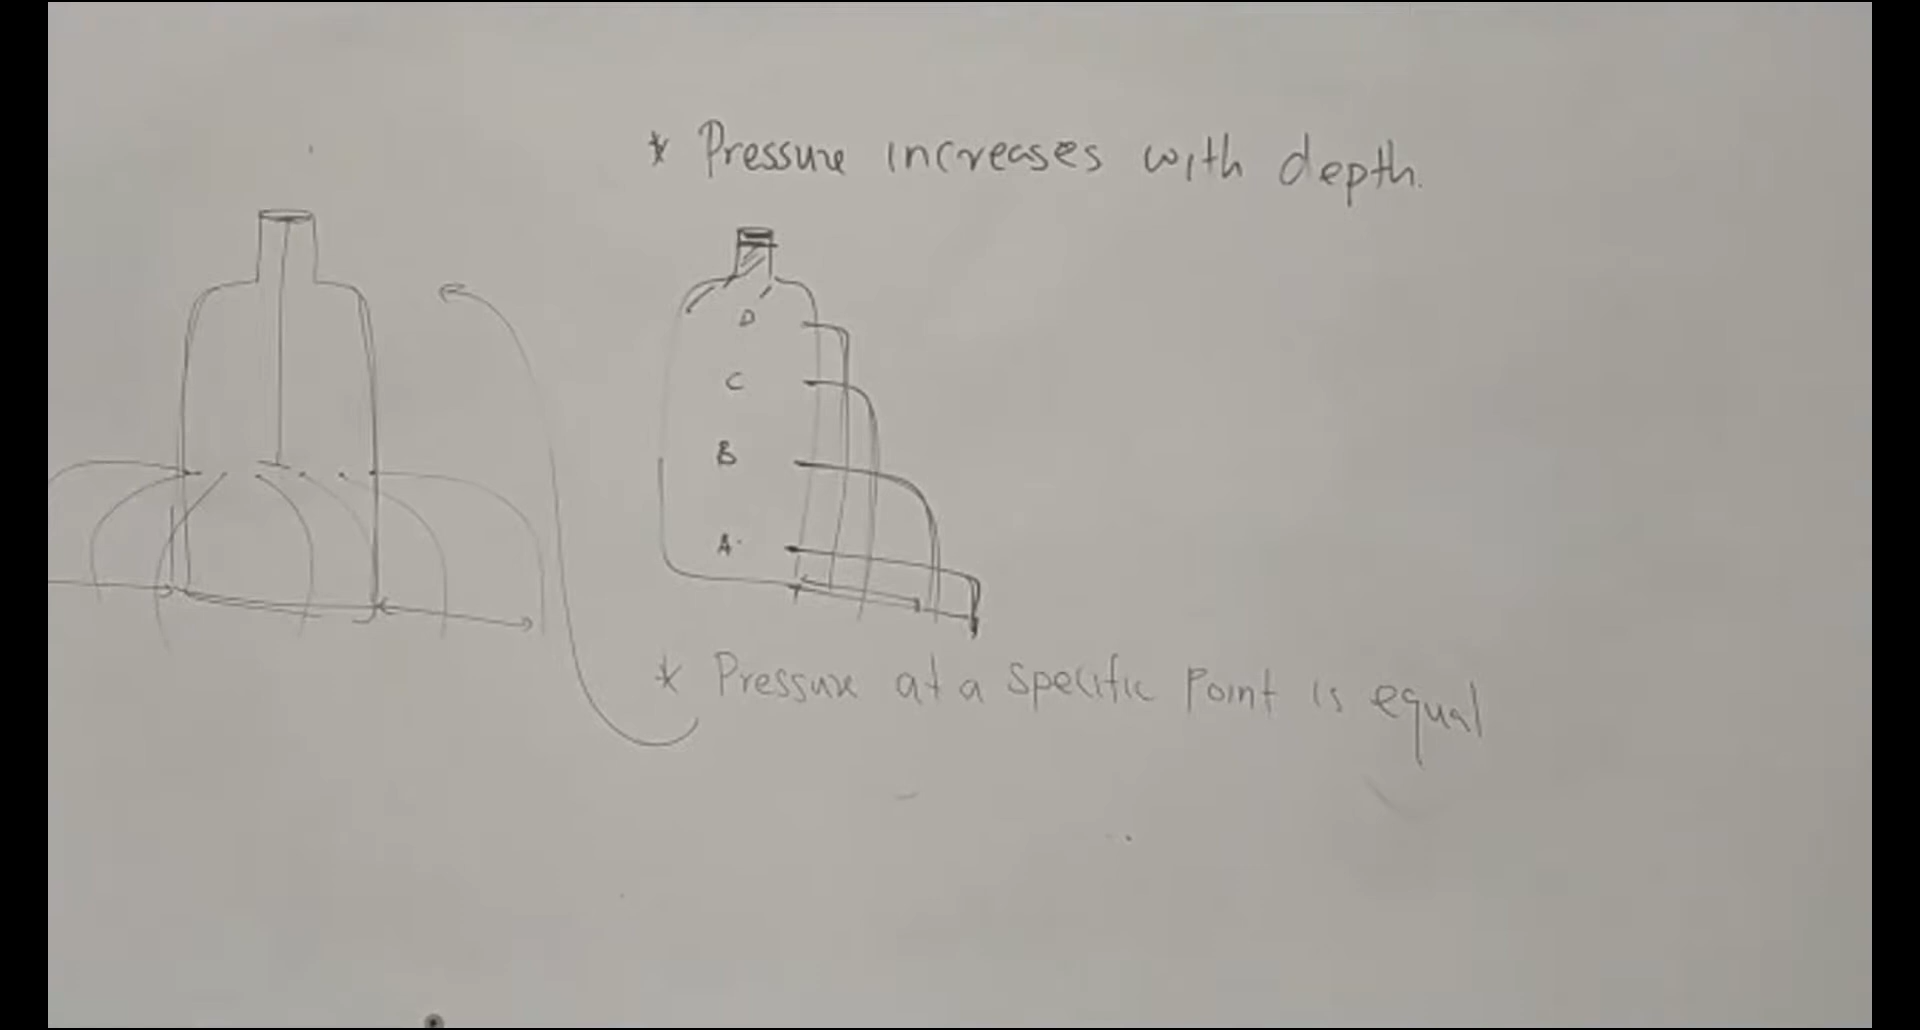 * Pressure increases with depth.
D
C
B
A
* Pressure at a specific Point is equal